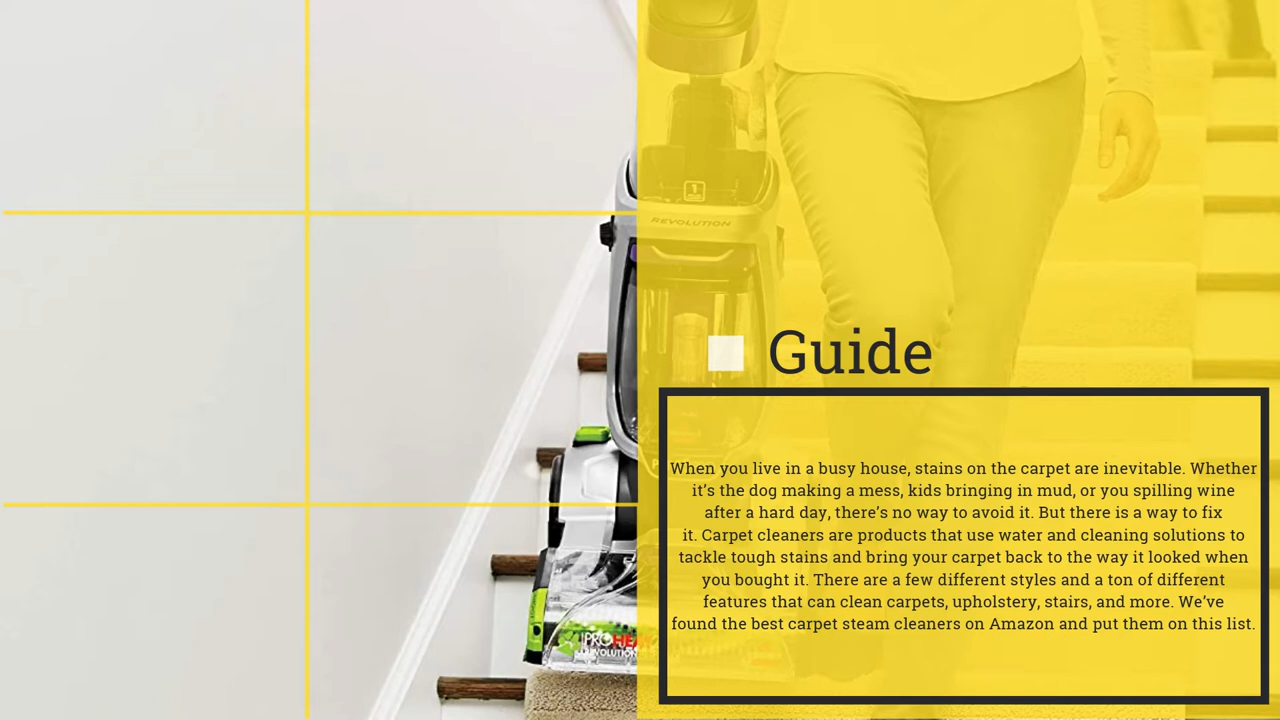 REVOLUTION
Guide
When you live in a busy house, stains on the carpet are inevitable. Whether
it’s the dog making a mess, kids bringing in mud, or you spilling wine
after a hard day, there’s no way to avoid it. But there is a way to fix
it. Carpet cleaners are products that use water and cleaning solutions to
tackle tough stains and bring your carpet back to the way it looked when
you bought it. There are a few different styles and a ton of different
features that can clean carpets, upholstery, stairs, and more. We’ve
found the best carpet steam cleaners on Amazon and put them on this list.
PROHEAT
REVOLUTION